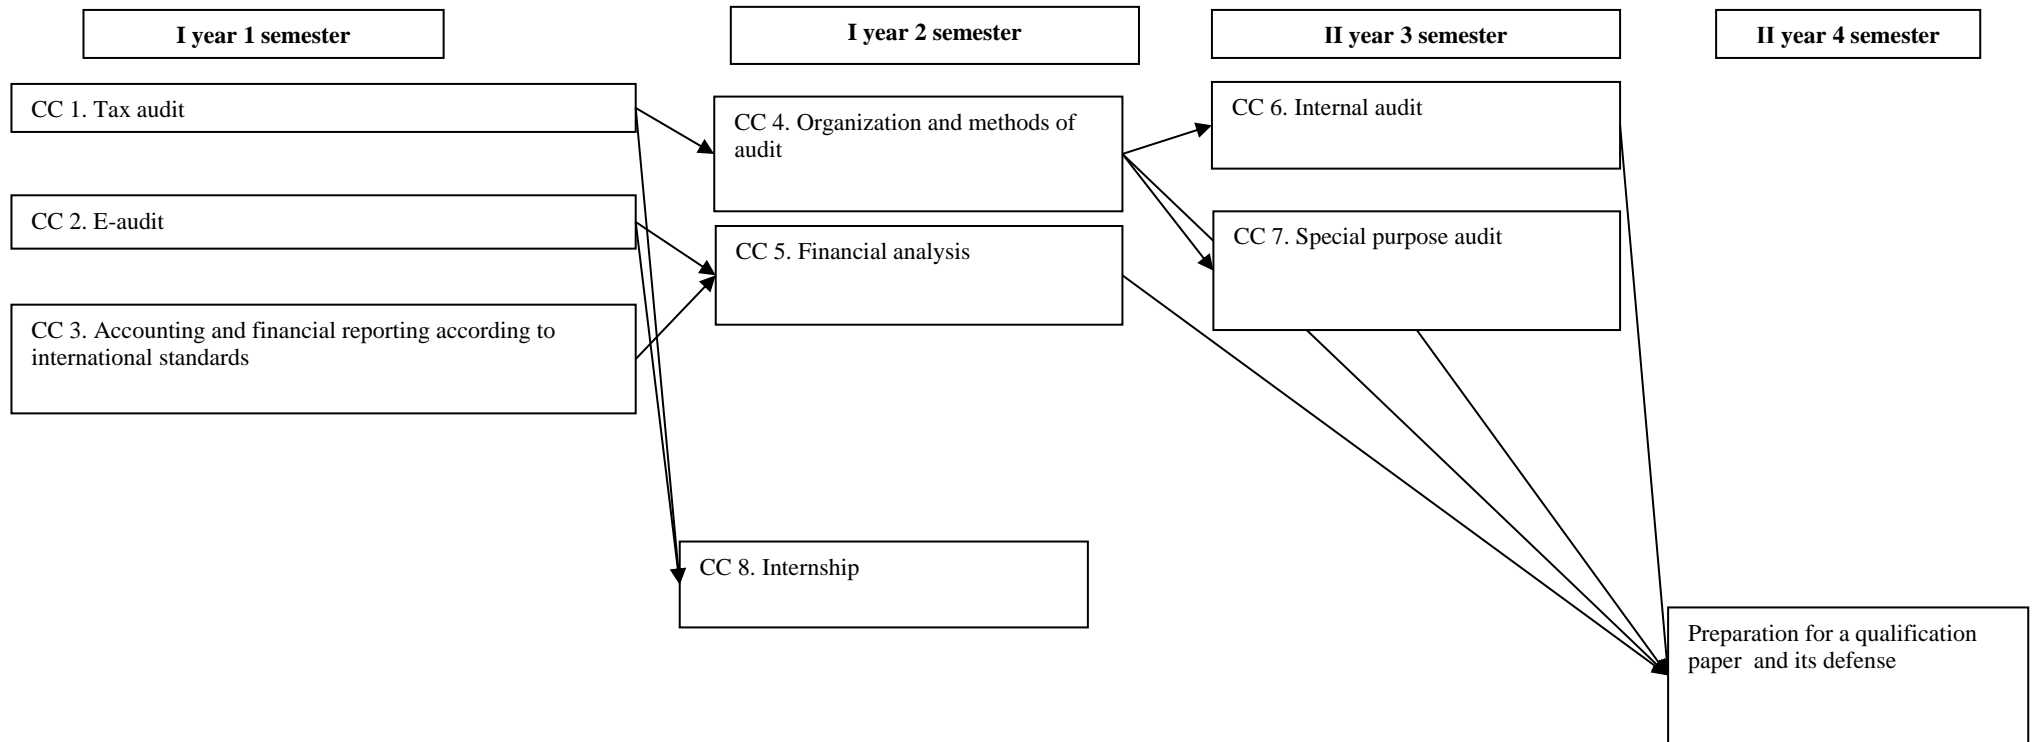 I year 1 semester
I year 2 semester
II year 3 semester
II year 4 semester
CC 1. Tax audit
CC 2. E-audit
CC 3. Accounting and financial reporting according to
international standards
CC 4. Organization and methods of
audit
CC 5. Financial analysis
CC 8. Internship
CC 6. Internal audit
CC 7. Special purpose audit
Preparation for a qualification
paper  and its defense